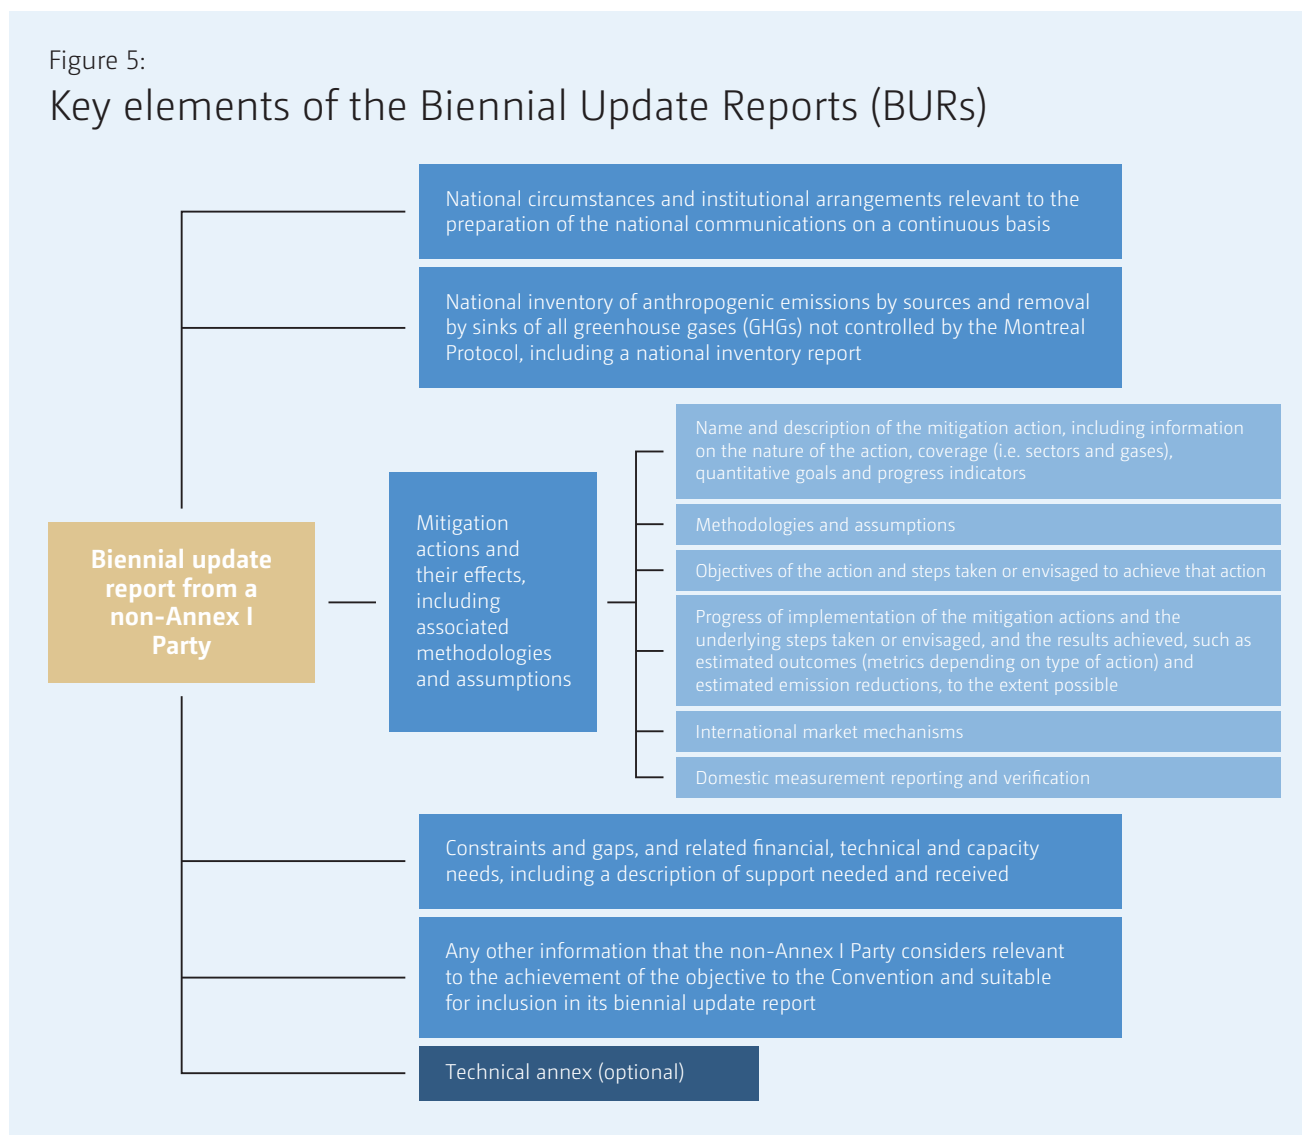 Figure 5:
Key elements of the Biennial Update Reports (BURs)
National circumstances and institutional arrangements relevant to the
preparation of the national communications on a continuous basis
National inventory of anthropogenic emissions by sources and removal
by sinks of all greenhouse gases (GHGs) not controlled by the Montreal
Protocol, including a national inventory report
Biennial update
report from a
non-Annex I
Party
Mitigation
actions and
their effects,
including
associated
methodologies
and assumptions
Name and description of the mitigation action, including information
on the nature of the action, coverage (i.e. sectors and gases),
quantitative goals and progress indicators
Methodologies and assumptions
Objectives of the action and steps taken or envisaged to achieve that action
Progress of implementation of the mitigation actions and the
underlying steps taken or envisaged, and the results achieved, such as
estimated outcomes (metrics depending on type of action) and
estimated emission reductions, to the extent possible
International market mechanisms
Domestic measurement reporting and verification
Constraints and gaps, and related financial, technical and capacity
needs, including a description of support needed and received
Any other information that the non-Annex I Party considers relevant
to the achievement of the objective to the Convention and suitable
for inclusion in its biennial update report
Technical annex (optional)